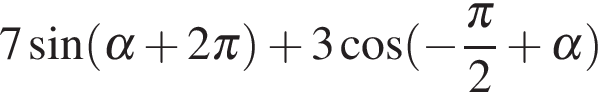 7 sin(α + 2π) + 3 cos(−π/2 + α)